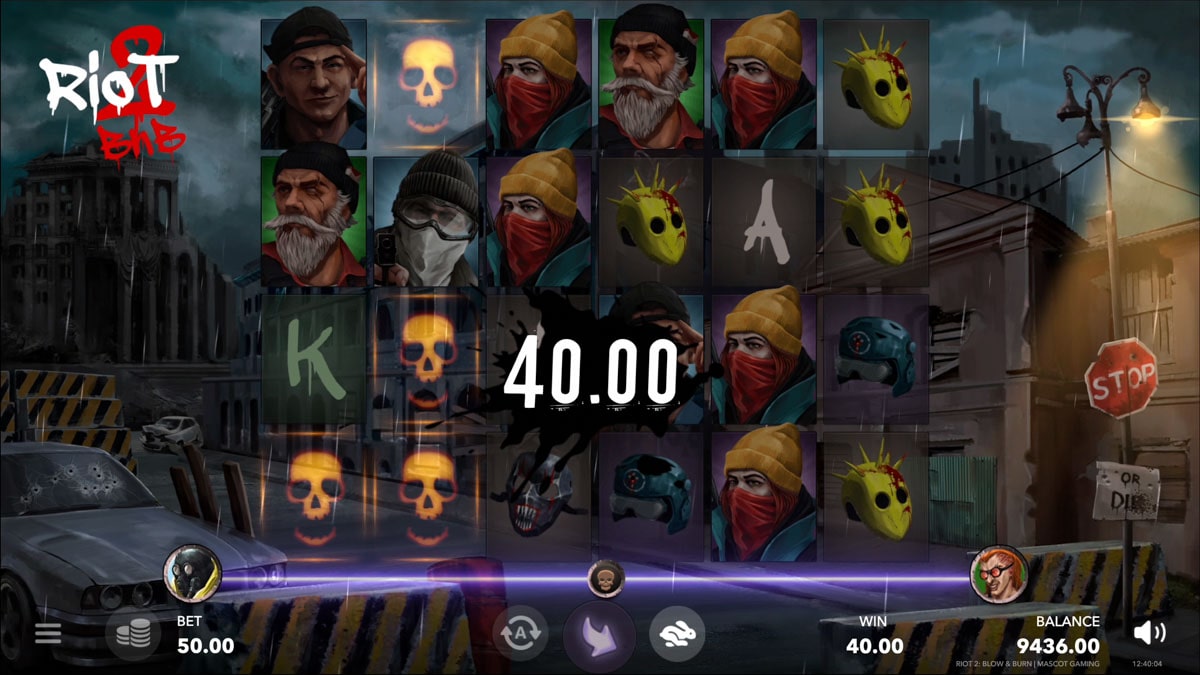 RioT
2
BnB
A
K
40.00
STOP
OR
DIE
BET
50.00
A
WIN
40.00
BALANCE
9436.00
RIOT 2: BLOW & BURN | MASCOT GAMING
12:40:04